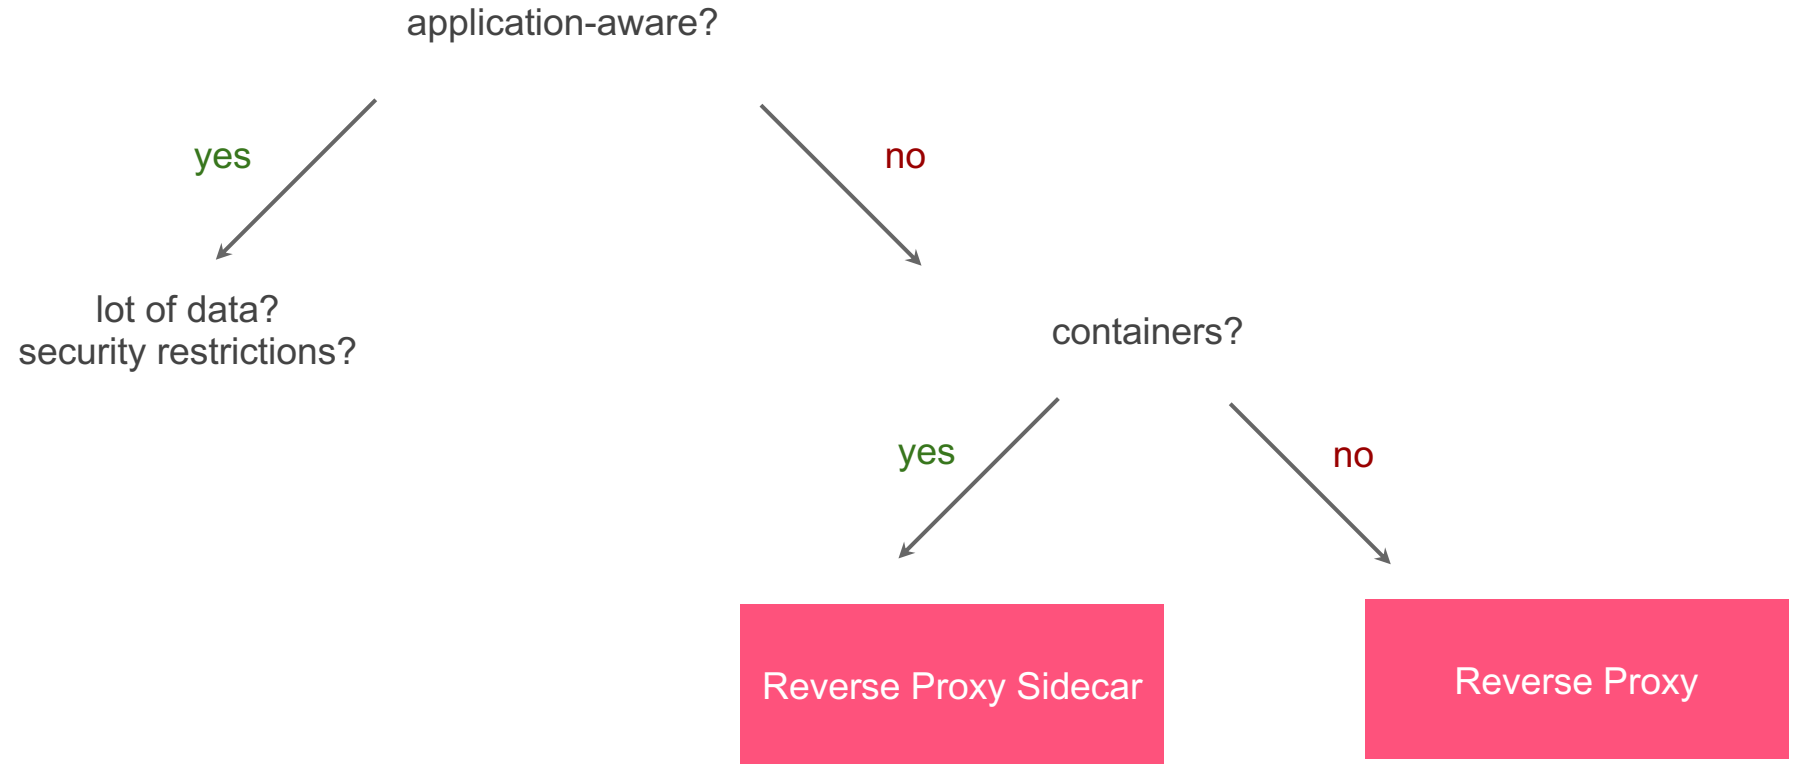 application-aware?
yes
no
lot of data?
security restrictions?
containers?
yes
no
Reverse Proxy Sidecar
Reverse Proxy